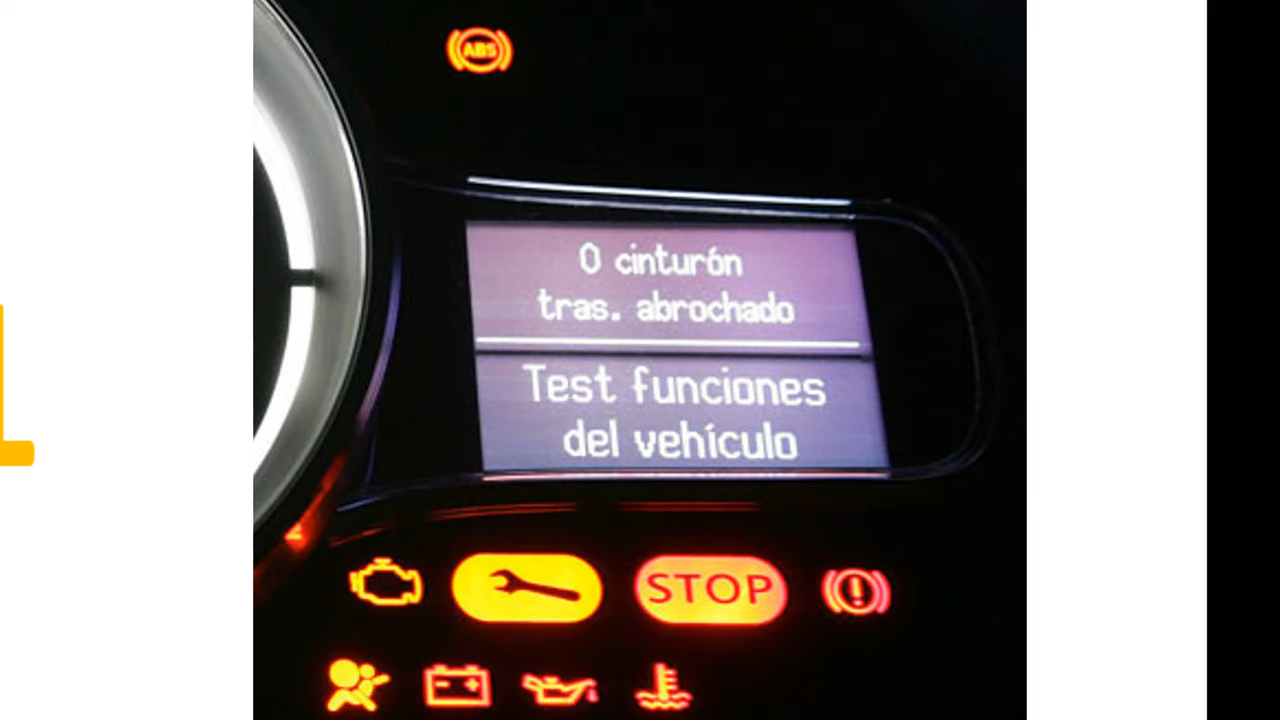 ABS
0 cinturón
tras. abrochado
Test funciones
del vehículo
STOP